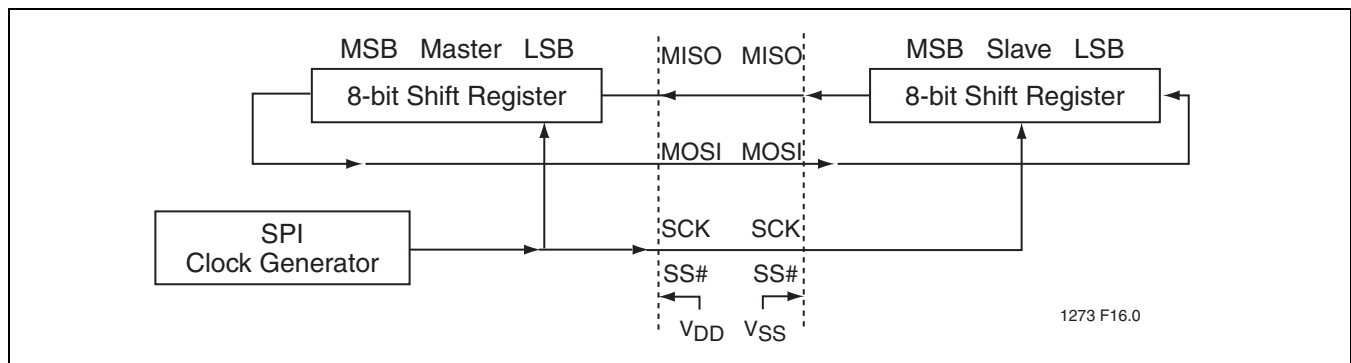 MSB Master LSB
MISO MISO
MSB Slave LSB
8-bit Shift Register
8-bit Shift Register
MOSI MOSI
SPI
Clock Generator
SCK SCK
SS# SS#
VDD VSS
1273 F16.0